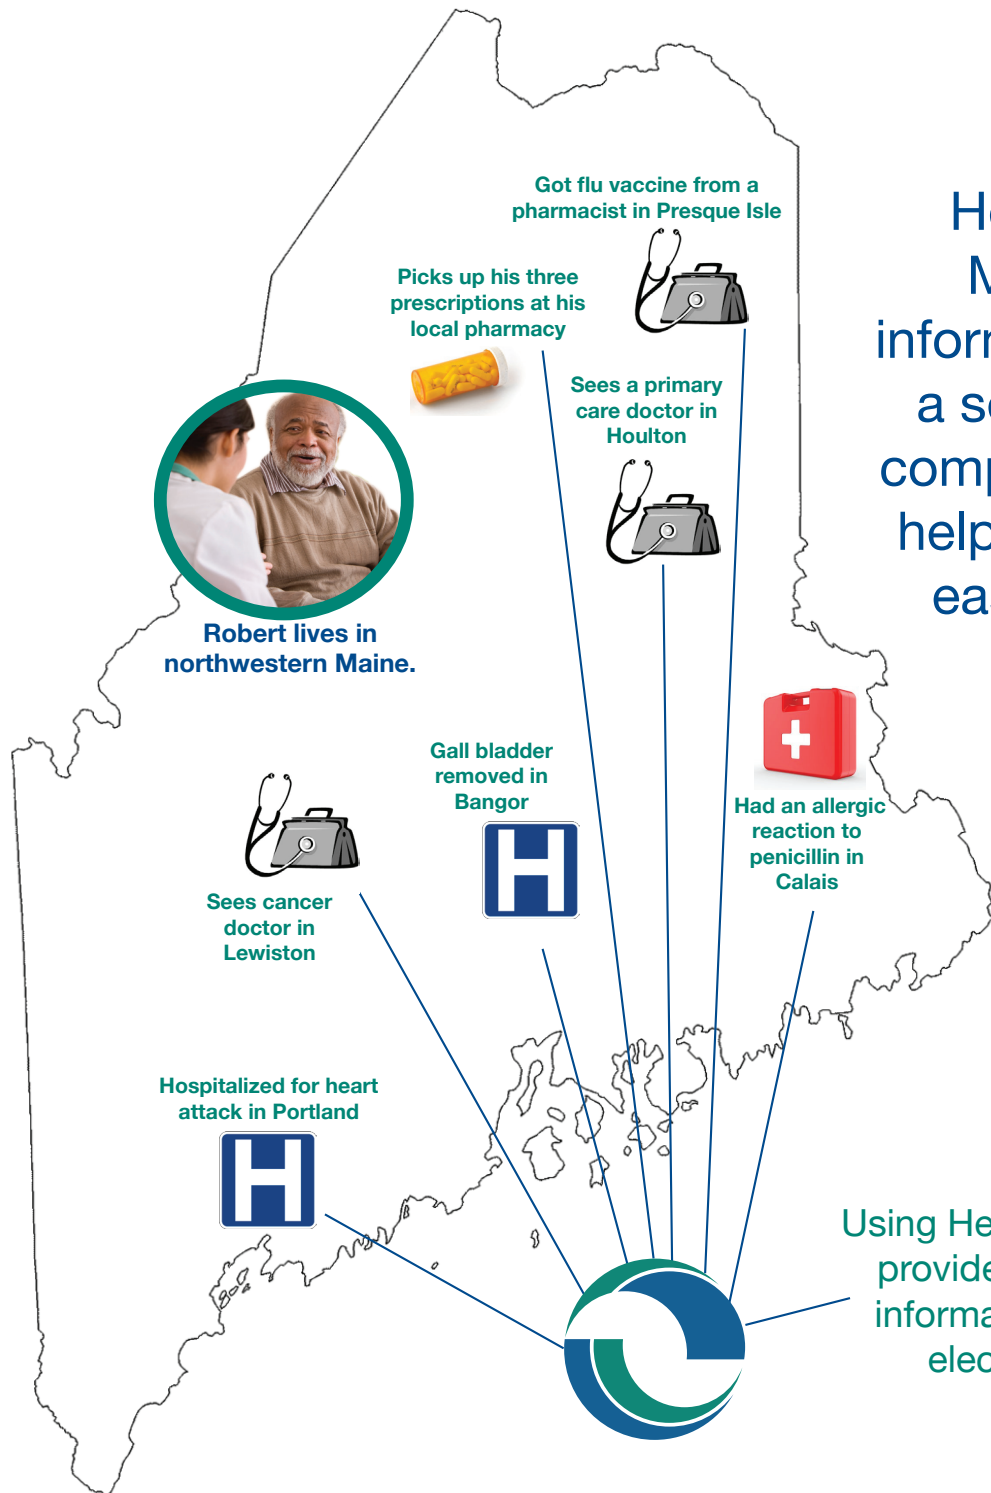 Got flu vaccine from a
pharmacist in Presque Isle
Picks up his three
prescriptions at his
local pharmacy
Sees a primary
care doctor in
Houlton
Robert lives in
northwestern Maine.
Gall bladder
removed in
Bangor
Had an allergic
reaction to
penicillin in
Calais
Sees cancer
doctor in
Lewiston
Hospitalized for heart
attack in Portland
H
H
a
Using